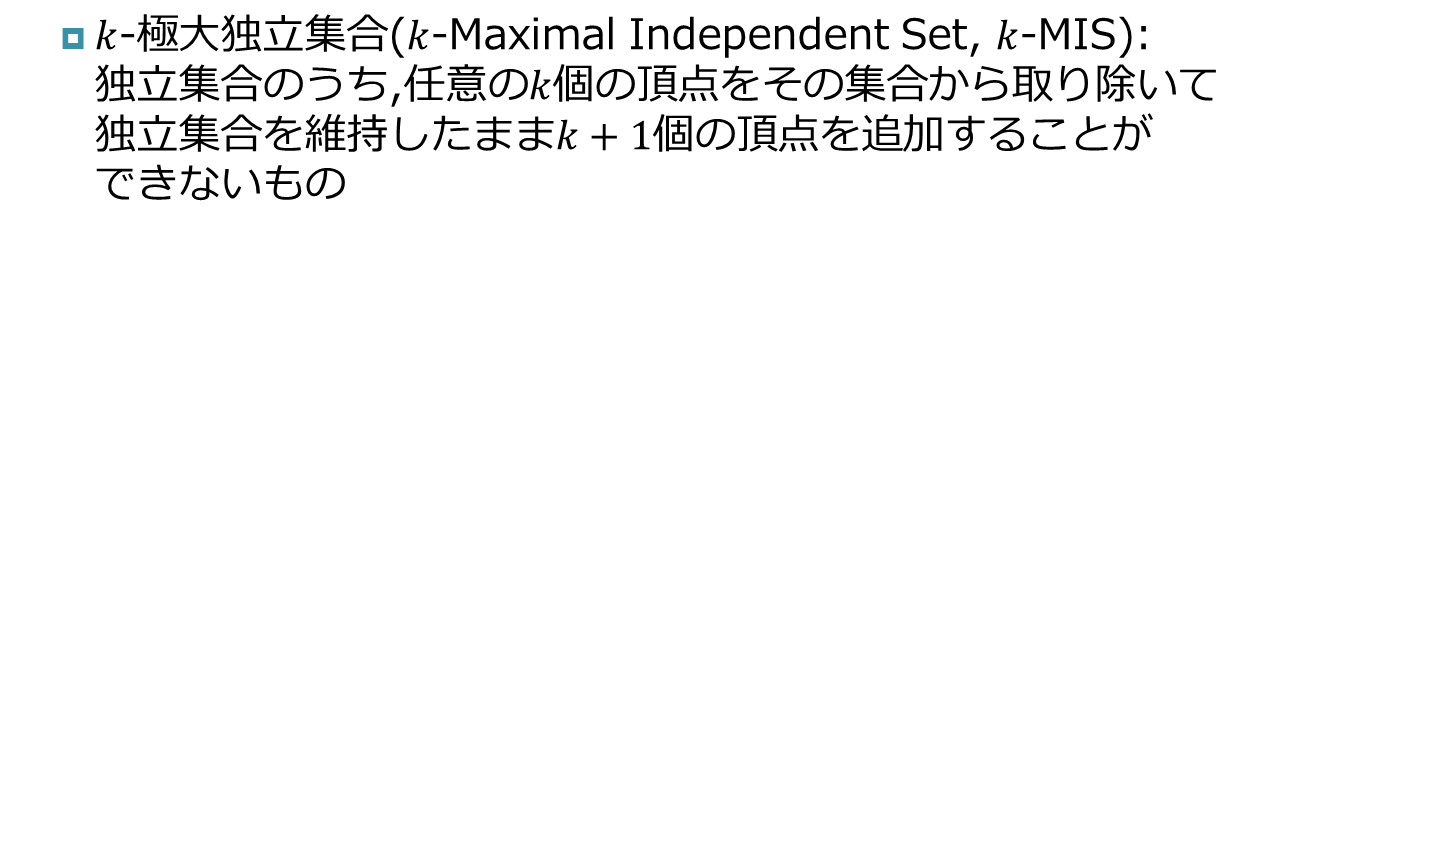 k-極大独立集合(k-Maximal Independent Set, k-MIS):
独立集合のうち,任意のk個の頂点をその集合から取り除いて
独立集合を維持したままk + 1個の頂点を追加することが
できないもの